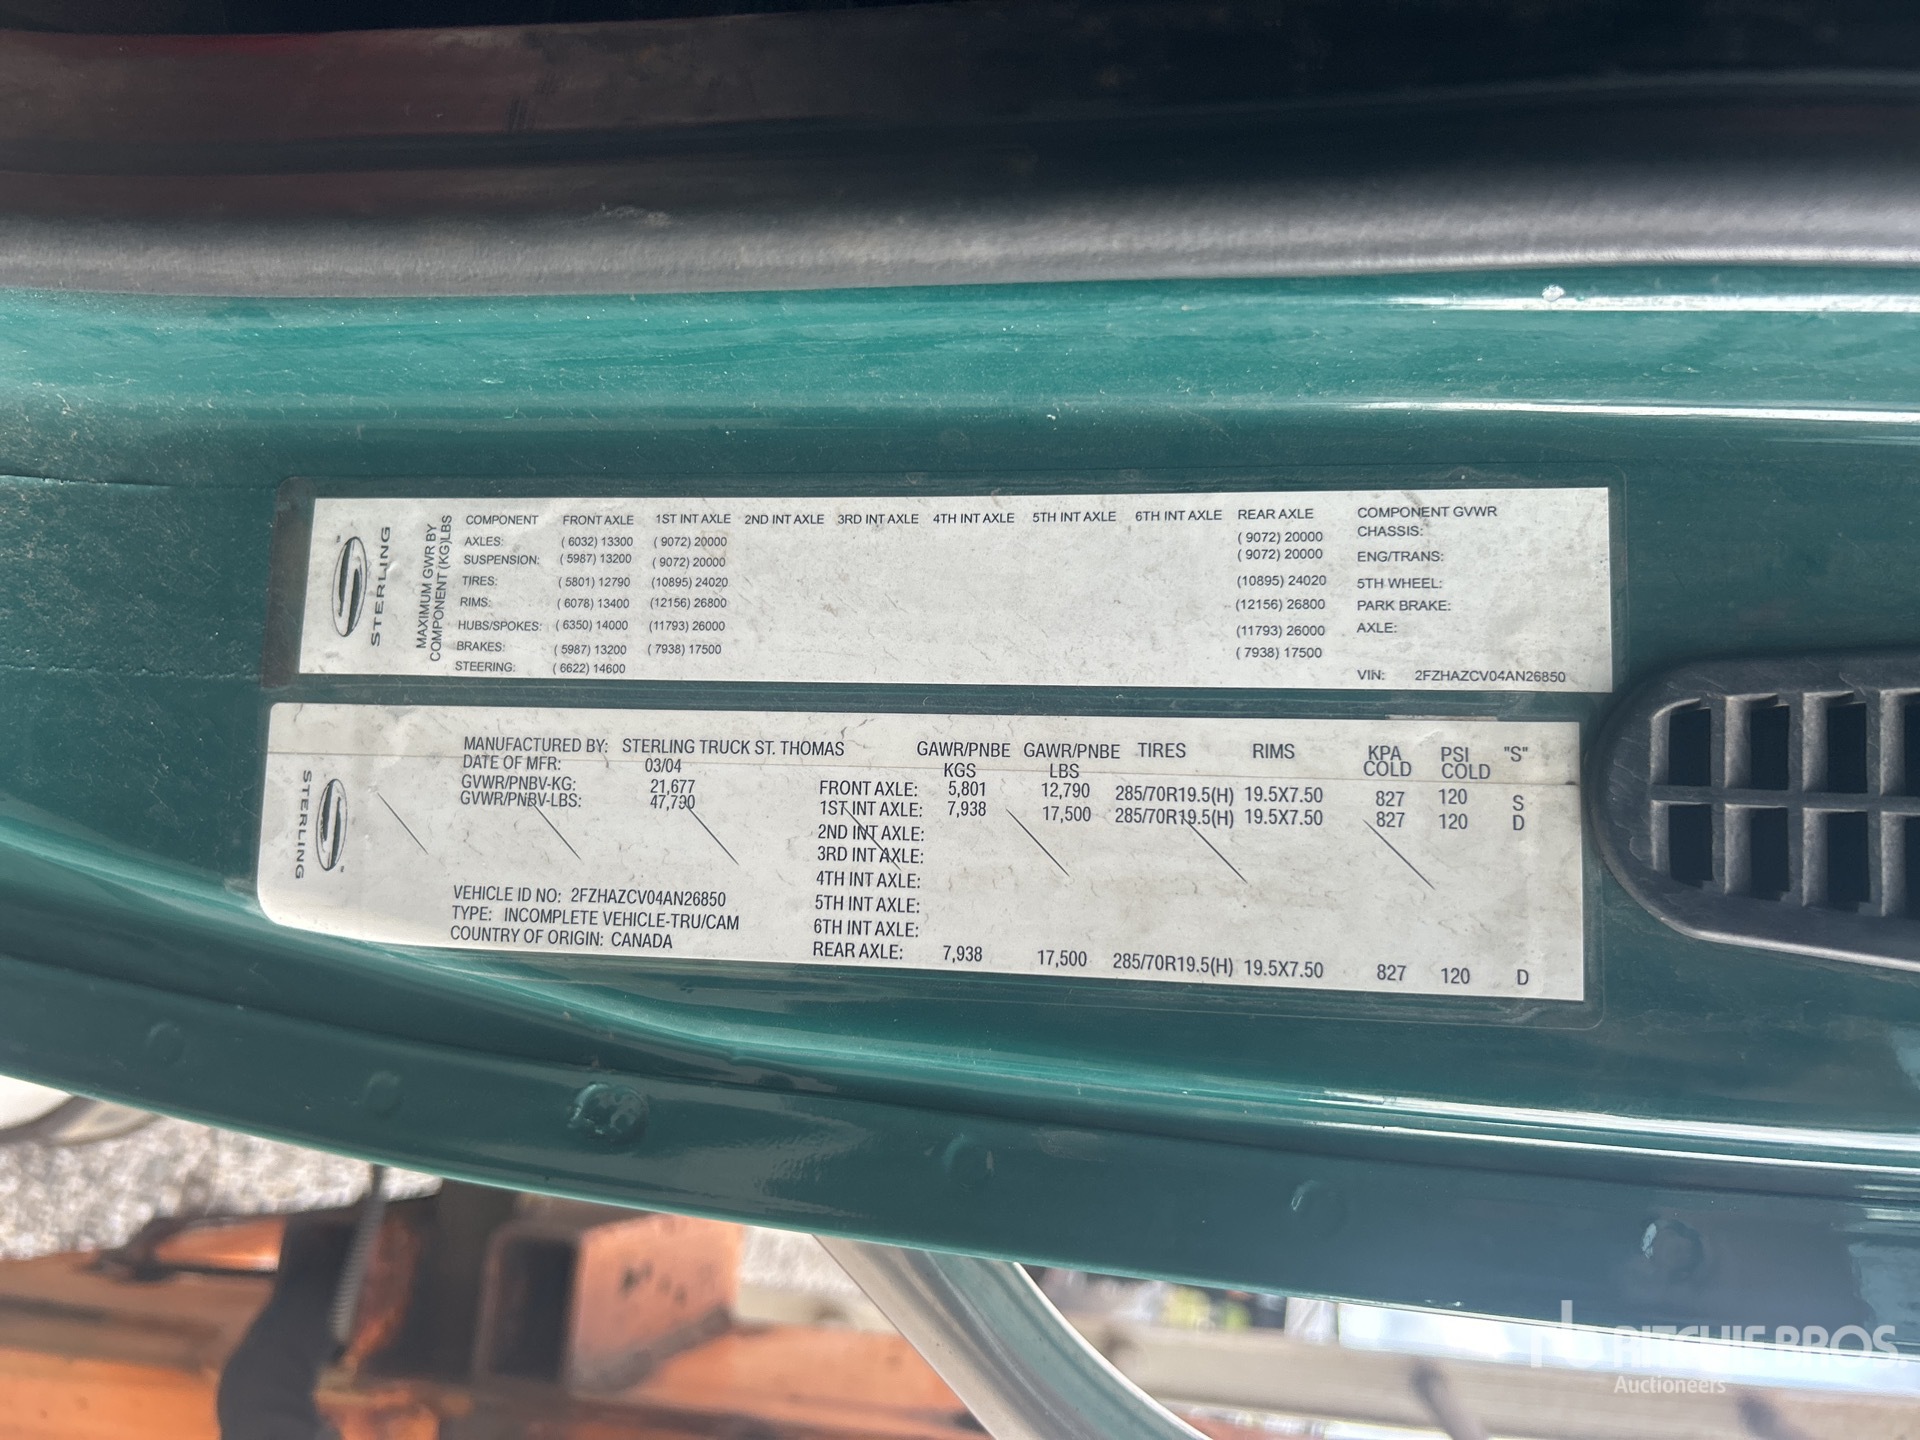 STERLING
MAXIMUM GWR BY
COMPONENT (KG)LBS
COMPONENT FRONT AXLE 1ST INT AXLE 2ND INT AXLE 3RD INT AXLE 4TH INT AXLE 5TH INT AXLE 6TH INT AXLE REAR AXLE COMPONENT GVWR
AXLES: ( 6032) 13300 ( 9072) 20000 ( 9072) 20000 CHASSIS:
SUSPENSION: ( 5987) 13200 ( 9072) 20000 ( 9072) 20000 ENG/TRANS:
TIRES: ( 5801) 12790 (10895) 24020 (10895) 24020 5TH WHEEL:
RIMS: ( 6078) 13400 (12156) 26800 (12156) 26800 PARK BRAKE:
HUBS/SPOKES: ( 6350) 14000 (11793) 26000 (11793) 26000 AXLE:
BRAKES: ( 5987) 13200 ( 7938) 17500 ( 7938) 17500
STEERING: ( 6622) 14600 VIN: 2FZHAZCV04AN26850
STERLING
MANUFACTURED BY: STERLING TRUCK ST. THOMAS
DATE OF MFR: 03/04
GVWR/PNBV-KG: 21,677
GVWR/PNBV-LBS: 47,790
VEHICLE ID NO: 2FZHAZCV04AN26850
TYPE: INCOMPLETE VEHICLE-TRU/CAM
COUNTRY OF ORIGIN: CANADA
GAWR/PNBE GAWR/PNBE TIRES RIMS KPA PSI "S"
KGS LBS COLD COLD
FRONT AXLE: 5,801 12,790 285/70R19.5(H) 19.5X7.50 827 120 S
1ST INT AXLE: 7,938 17,500 285/70R19.5(H) 19.5X7.50 827 120 D
2ND INT AXLE:
3RD INT AXLE:
4TH INT AXLE:
5TH INT AXLE:
6TH INT AXLE:
REAR AXLE: 7,938 17,500 285/70R19.5(H) 19.5X7.50 827 120 D
RITCHIE BROS.
Auctioneers